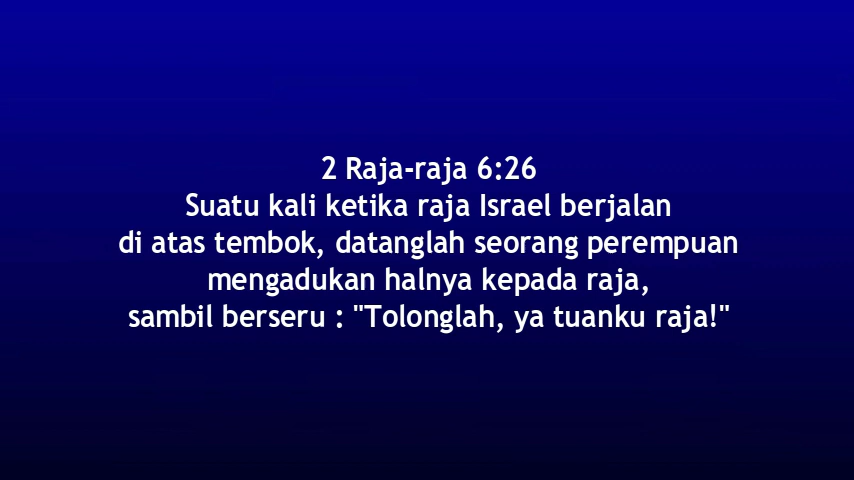 2 Raja-raja 6:26
Suatu kali ketika raja Israel berjalan
di atas tembok, datanglah seorang perempuan
mengadukan halnya kepada raja,
sambil berseru : "Tolonglah, ya tuanku raja!"